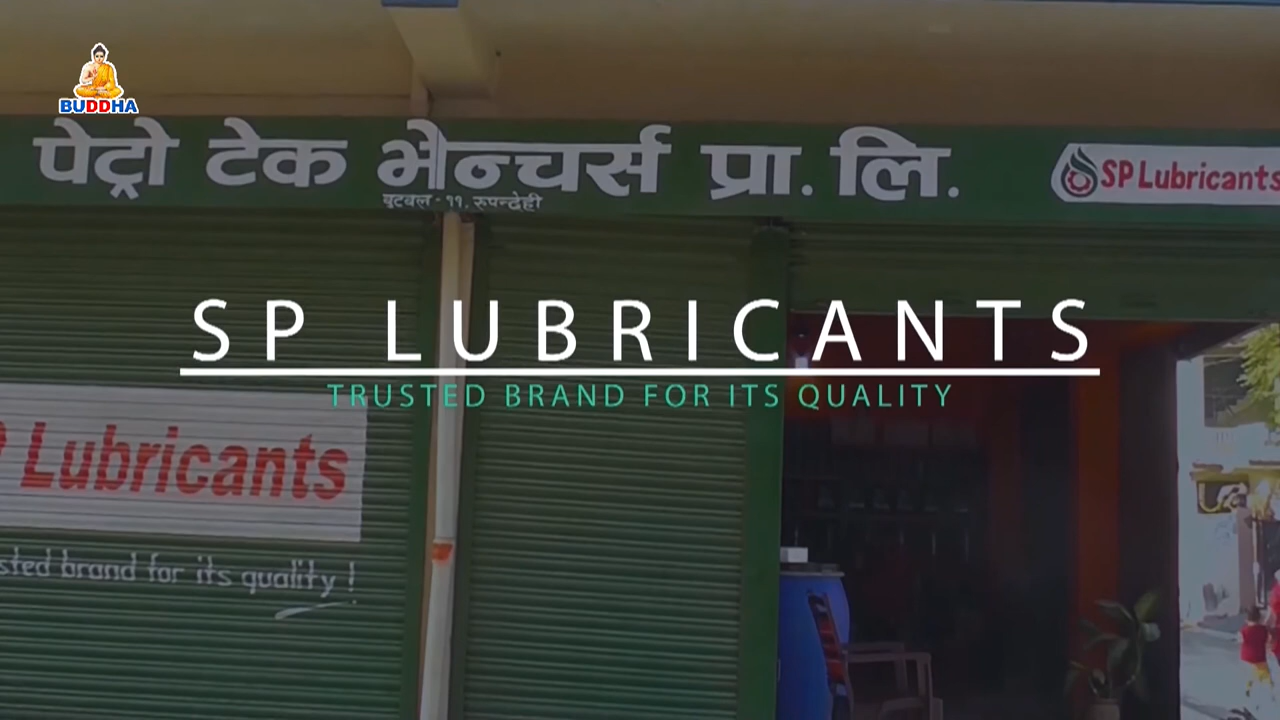 BUDDHA
पेट्रो टेक भेन्चर्स प्रा. लि.
SP Lubricants
बुटवल - ११, रुपन्देही
SP LUBRICANTS
TRUSTED BRAND FOR ITS QUALITY
Lubricants
brand for its quality !